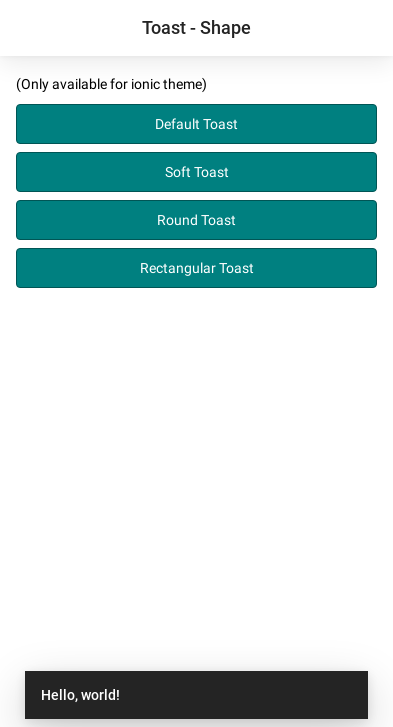 Toast - Shape
(Only available for ionic theme)
Default Toast
Soft Toast
Round Toast
Rectangular Toast
Hello, world!